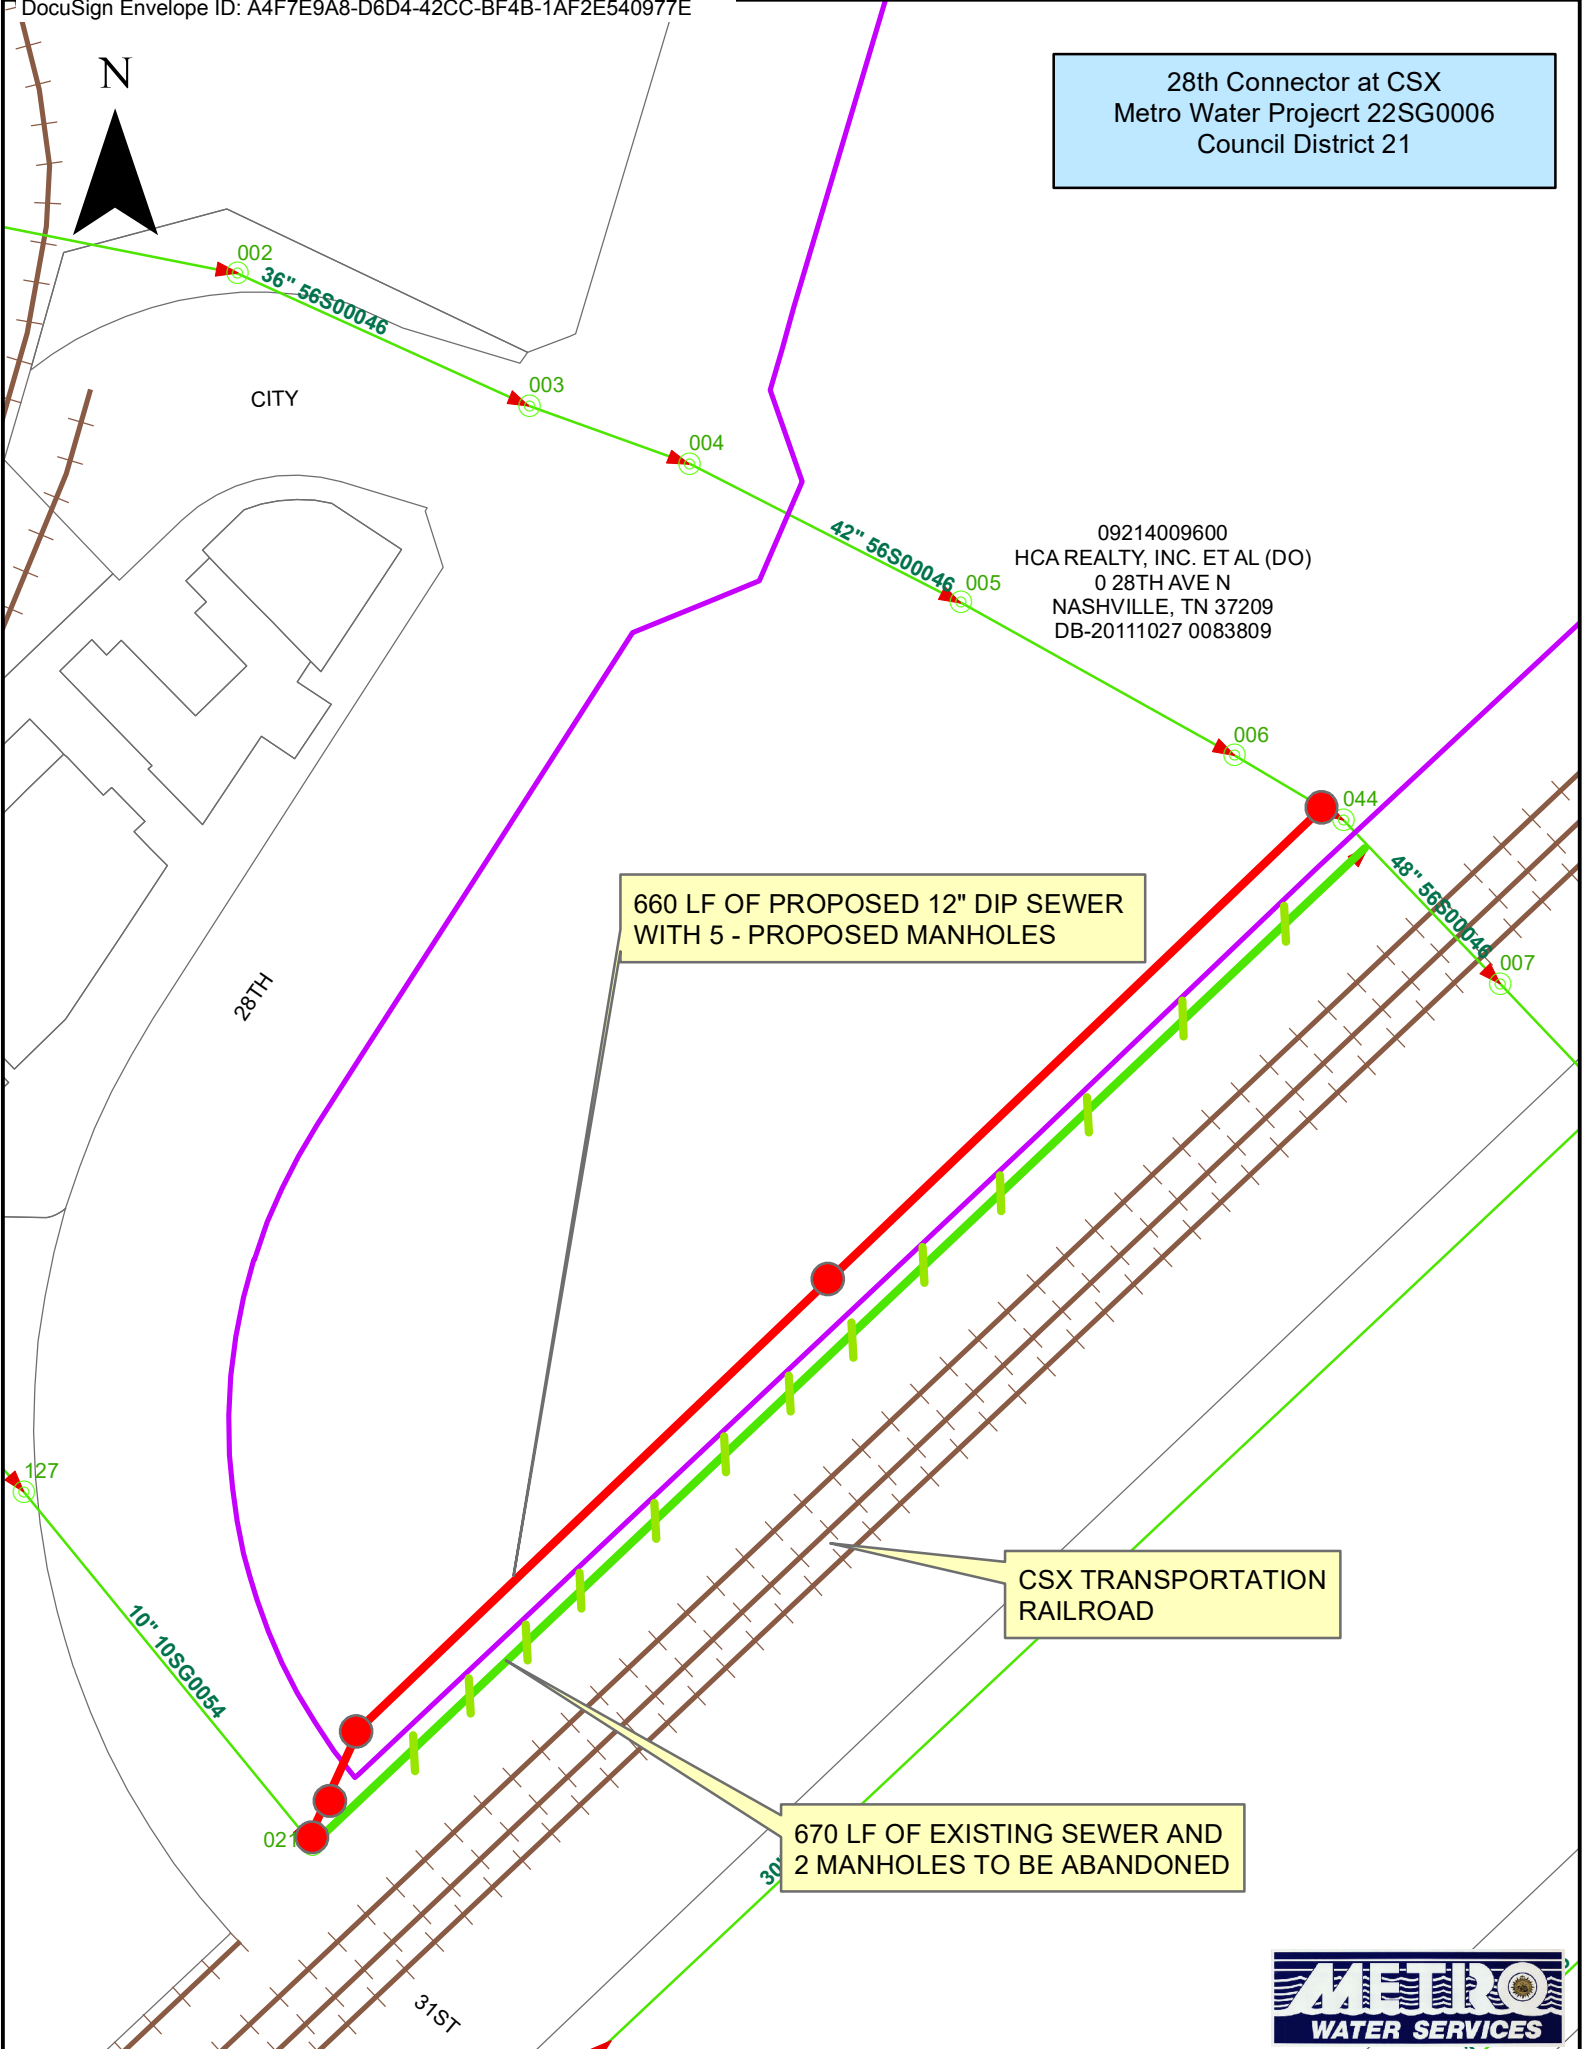 DocuSign Envelope ID: A4F7E9A8-D6D4-42CC-BF4B-1AF2E540977E
N
28th Connector at CSX
Metro Water Projecrt 22SG0006
Council District 21
002
36" 56S00046
003
CITY
004
42" 56S00046
005
09214009600
HCA REALTY, INC. ET AL (DO)
0 28TH AVE N
NASHVILLE, TN 37209
DB-20111027 0083809
006
044
48" 56S00046
007
660 LF OF PROPOSED 12" DIP SEWER
WITH 5 - PROPOSED MANHOLES
28TH
127
10" 10SG0054
CSX TRANSPORTATION
RAILROAD
021
670 LF OF EXISTING SEWER AND
2 MANHOLES TO BE ABANDONED
30"
31ST
METRO
WATER SERVICES